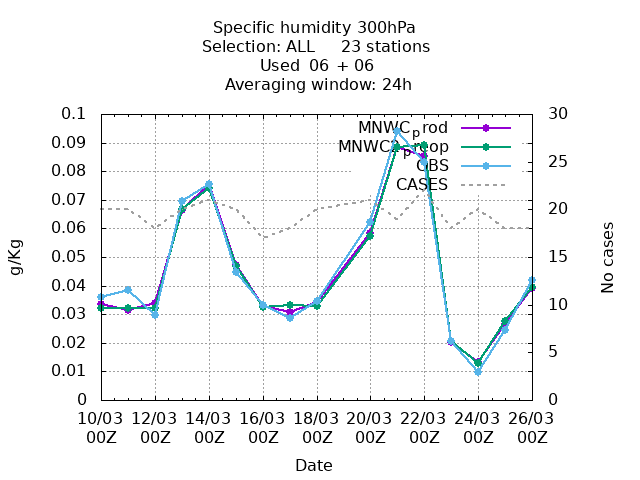 Specific humidity 300hPa
Selection: ALL 23 stations
Used 06 + 06
Averaging window: 24h
0.1
0.09
0.08
0.07
0.06
0.05
0.04
0.03
0.02
0.01
0
g/Kg
30
25
20
15
10
5
0
No cases
MNWC_prod
OBS
CASES
10/03 12/03 14/03 16/03 18/03 20/03 22/03 24/03 26/03
00Z 00Z 00Z 00Z 00Z 00Z 00Z 00Z 00Z
Date